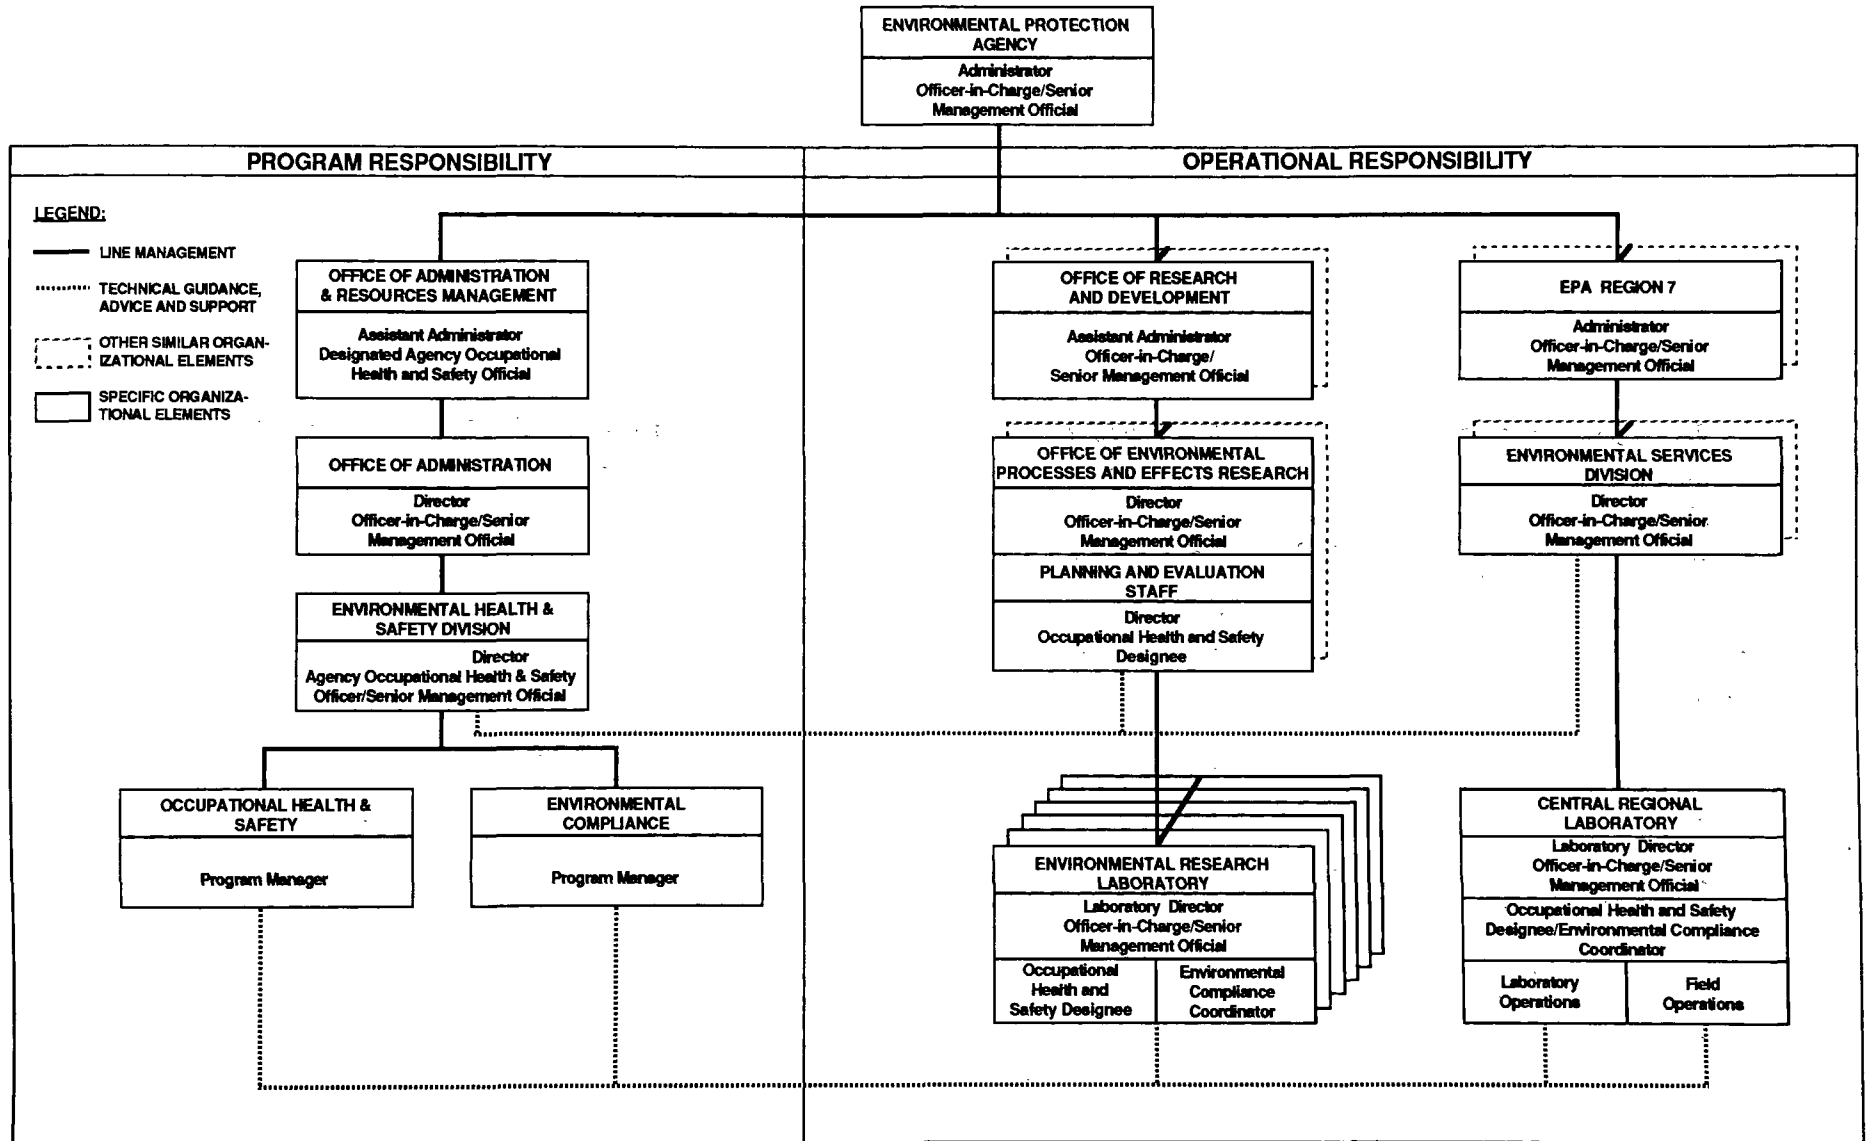 ENVIRONMENTAL PROTECTION
AGENCY
Administrator
Officer-in-Charge/Senior
Management Official
PROGRAM RESPONSIBILITY
OPERATIONAL RESPONSIBILITY
LEGEND:
LINE MANAGEMENT
TECHNICAL GUIDANCE,
ADVICE AND SUPPORT
OTHER SIMILAR ORGAN-
IZATIONAL ELEMENTS
SPECIFIC ORGANIZA-
TIONAL ELEMENTS
OFFICE OF ADMINISTRATION
& RESOURCES MANAGEMENT
Assistant Administrator
Designated Agency Occupational
Health and Safety Official
OFFICE OF ADMINISTRATION
Director
Officer-in-Charge/Senior
Management Official
ENVIRONMENTAL HEALTH &
SAFETY DIVISION
Director
Agency Occupational Health & Safety
Officer/Senior Management Official
OCCUPATIONAL HEALTH &
SAFETY
Program Manager
ENVIRONMENTAL
COMPLIANCE
Program Manager
OFFICE OF RESEARCH
AND DEVELOPMENT
Assistant Administrator
Officer-in-Charge/
Senior Management Official
OFFICE OF ENVIRONMENTAL
PROCESSES AND EFFECTS RESEARCH
Director
Officer-in-Charge/Senior
Management Official
PLANNING AND EVALUATION
STAFF
Director
Occupational Health and Safety
Designee
ENVIRONMENTAL RESEARCH
LABORATORY
Laboratory Director
Officer-in-Charge/Senior
Management Official
Occupational
Health and
Safety Designee
Environmental
Compliance
Coordinator
EPA REGION 7
Administrator
Officer-in-Charge/Senior
Management Official
ENVIRONMENTAL SERVICES
DIVISION
Director
Officer-in-Charge/Senior
Management Official
CENTRAL REGIONAL
LABORATORY
Laboratory Director
Officer-in-Charge/Senior
Management Official
Occupational Health and Safety
Designee/Environmental Compliance
Coordinator
Laboratory
Operations
Field
Operations